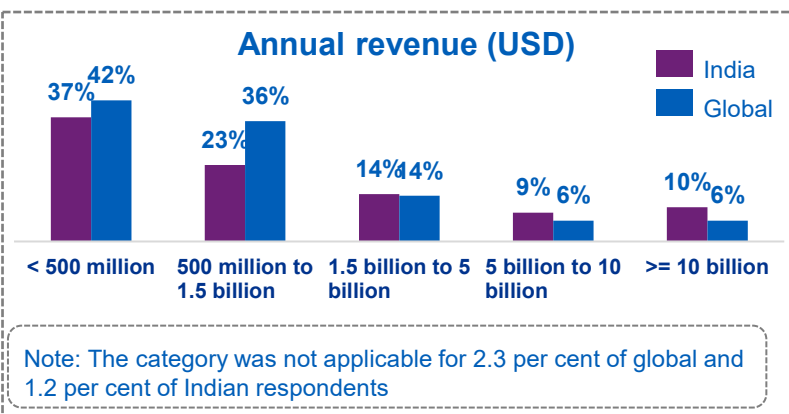 Annual revenue (USD)
India
Global
37%
42%
23%
36%
14%
14%
9%
6%
10%
6%
< 500 million
500 million to
1.5 billion
1.5 billion to 5
billion
5 billion to 10
billion
>= 10 billion
Note: The category was not applicable for 2.3 per cent of global and
1.2 per cent of Indian respondents